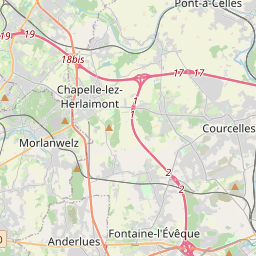 Pont-à-Celles
19
19
18bis
17
17
Chapelle-lez-
Herlaimont
1
1
Courcelles
Morlanwelz
2
2
Fontaine-l'Évêque
Anderlues